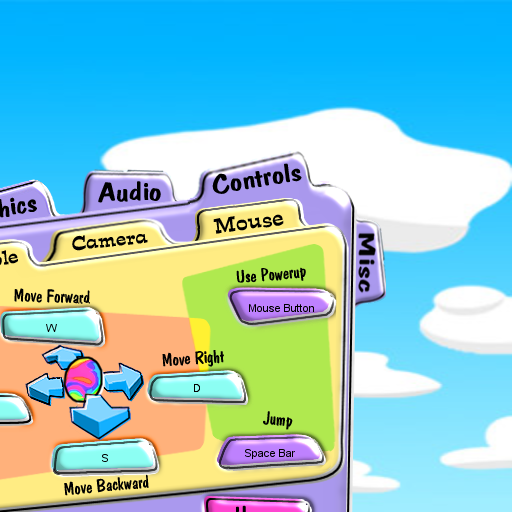 Audio
Controls
Camera
Mouse
Misc
Use Powerup
Mouse Button
Move Forward
W
Move Right
D
Jump
Space Bar
S
Move Backward